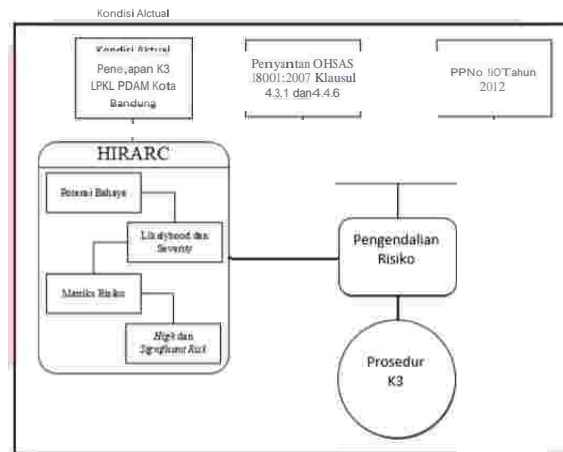 Kondisi Alctual
Kondisi Aktual
Pene,apan K3
LPKL PDAM Kota
Bandung
Penyantan OHSAS
l8001:2007 Klausul
4.3.1 dan4.4.6
PPNo !iOTahun
2012
HIRARC
Potensi Bahaya
Likelyhood dan
Severity
Matriks Risiko
High dan
Significant Risk
Pengendalian
Risiko
Prosedur
K3